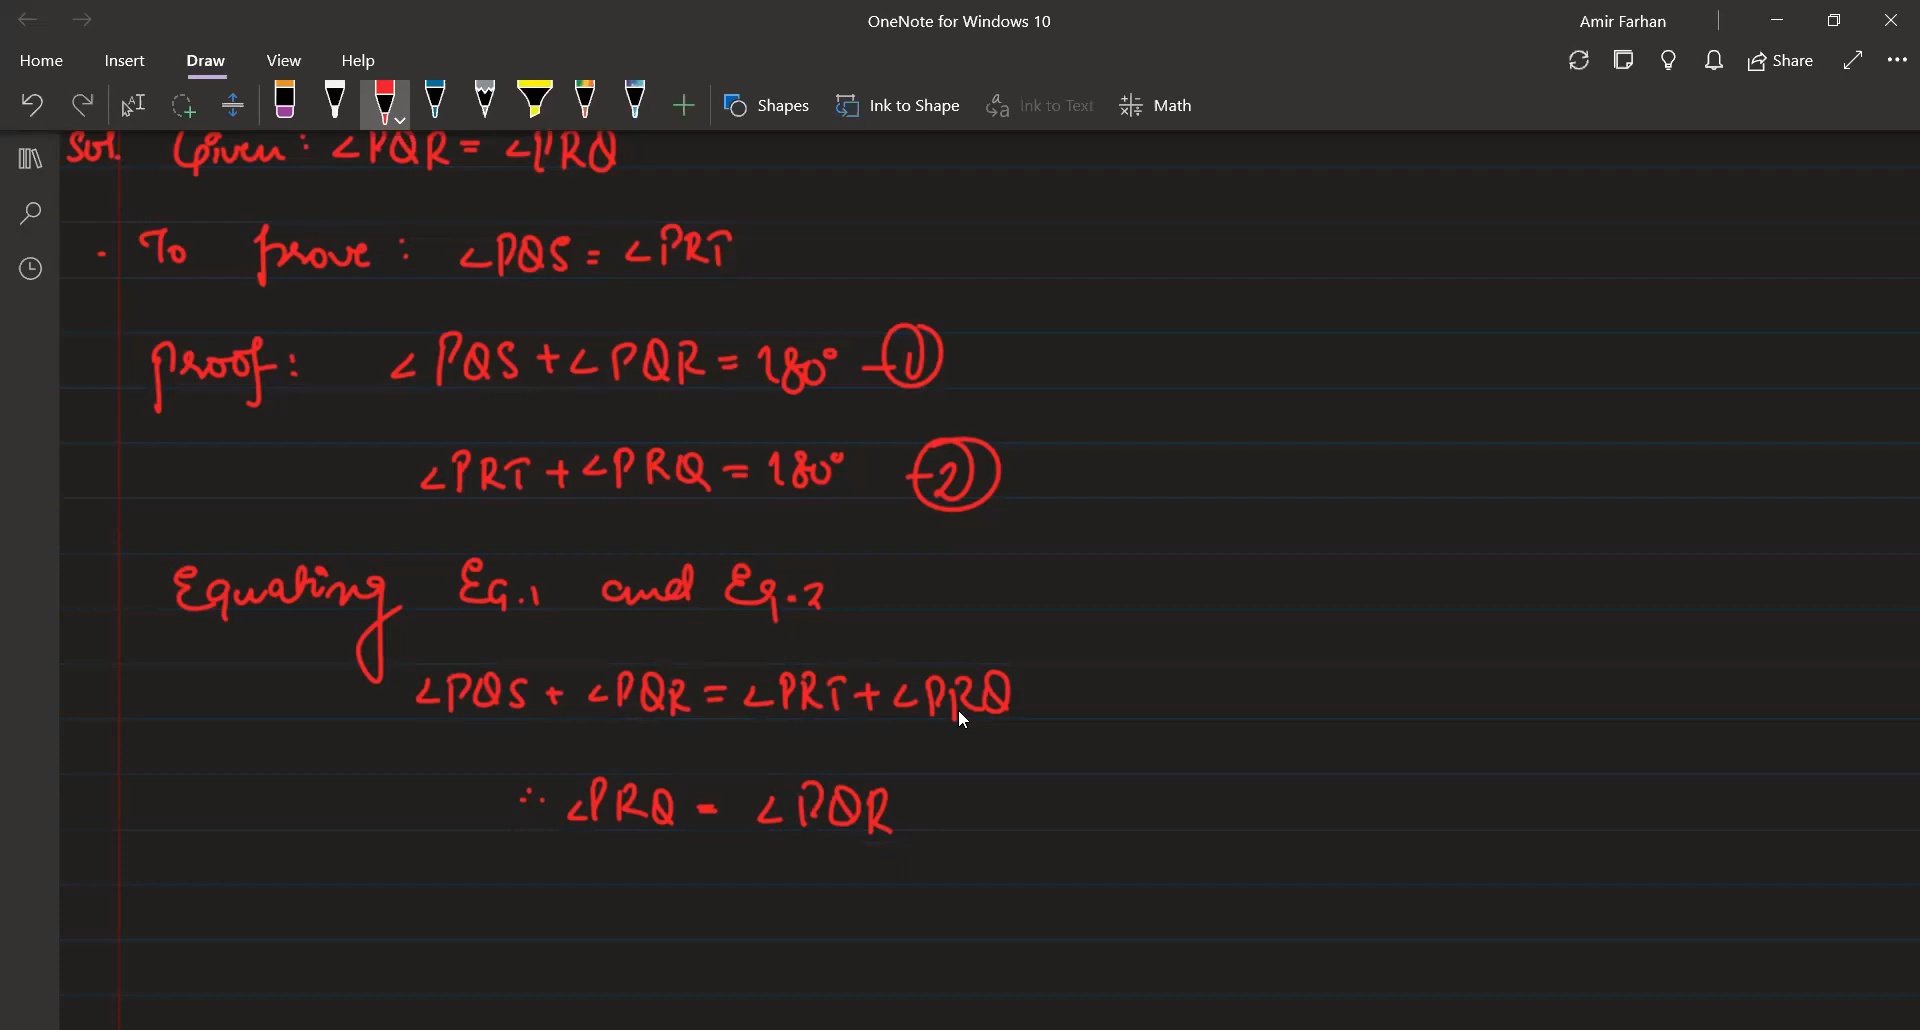 OneNote for Windows 10
Amir Farhan
Home Insert Draw View Help
Share
Shapes Ink to Shape Ink to Text Math
Sol. Given : ∠PQR = ∠PRQ
. To prove : ∠PQS = ∠PRT
Proof : ∠PQS + ∠PQR = 180° - 1
∠PRT + ∠PRQ = 180° - 2
Equating Eq.1 and Eq.2
∠PQS + ∠PQR = ∠PRT + ∠PRQ
∴ ∠PRQ = ∠PQR